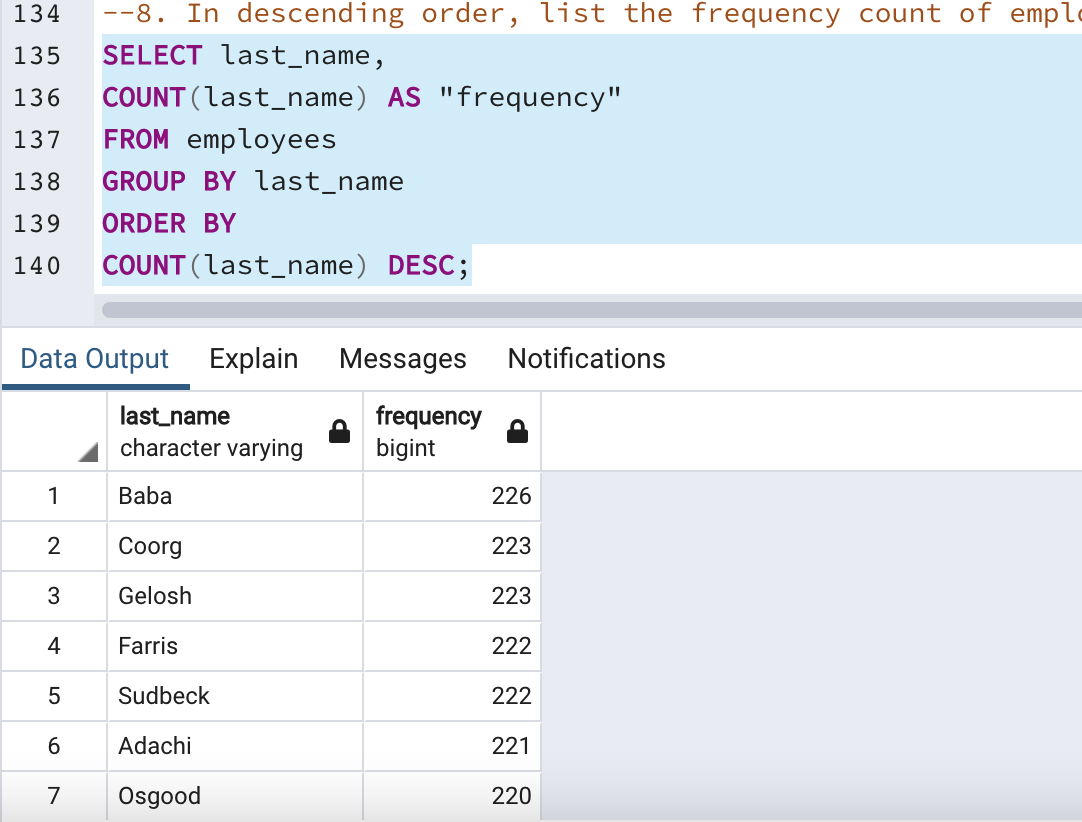 134 --8. In descending order, list the frequency count of
135 SELECT last_name,
136 COUNT(last_name) AS "frequency"
137 FROM employees
138 GROUP BY last_name
139 ORDER BY
140 COUNT(last_name) DESC;
Data Output Explain Messages Notifications
last_name frequency
character varying bigint
1 Baba 226
2 Coorg 223
3 Gelosh 223
4 Farris 222
5 Sudbeck 222
6 Adachi 221
7 Osgood 220